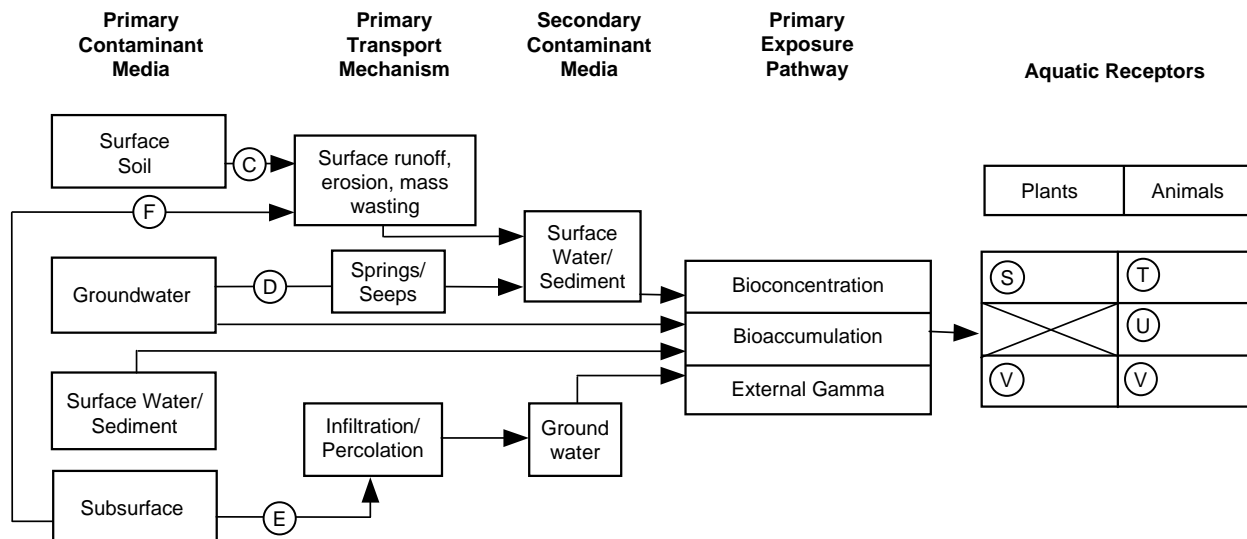 Primary
Contaminant
Media
Primary
Transport
Mechanism
Secondary
Contaminant
Media
Primary
Exposure
Pathway
Aquatic Receptors
Surface
Soil
C
Surface runoff,
erosion, mass
wasting
Plants
Animals
F
Surface
Water/
Sediment
Groundwater
D
Springs/
Seeps
Bioconcentration
S
T
Bioaccumulation
U
Surface Water/
Sediment
External Gamma
V
V
Infiltration/
Percolation
Ground
water
Subsurface
E